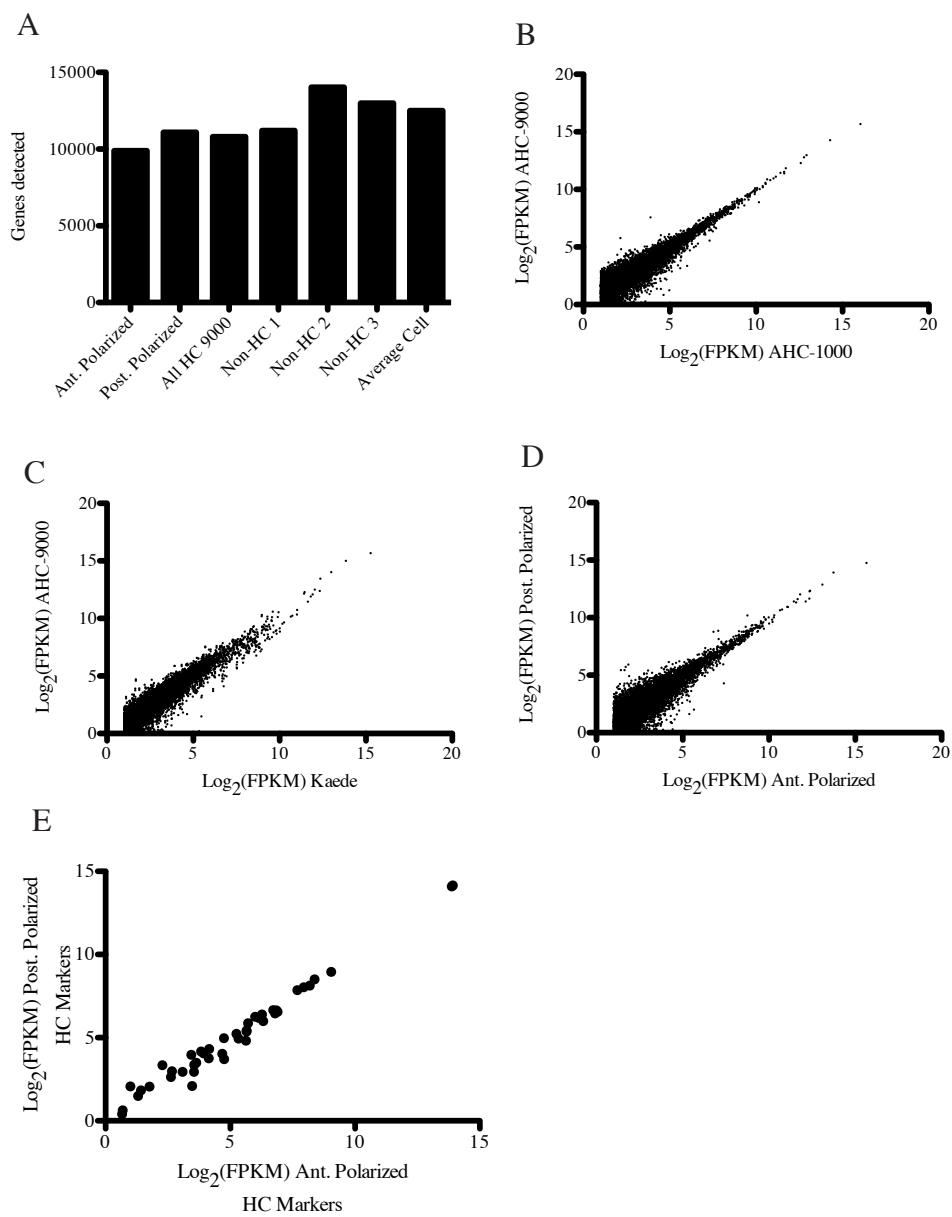 A
Genes detected
15000
10000
5000
0
Ant. Polarized
Post. Polarized
All HC 9000
Non-HC 1
Non-HC 2
Non-HC 3
Average Cell
B
Log2(FPKM) AHC-9000
20
15
10
5
0
0 5 10 15 20
Log2(FPKM) AHC-1000
C
Log2(FPKM) AHC-9000
20
15
10
5
0
0 5 10 15 20
Log2(FPKM) Kaede
D
Log2(FPKM) Post. Polarized
20
15
10
5
0
0 5 10 15 20
Log2(FPKM) Ant. Polarized
E
Log2(FPKM) Post. Polarized
HC Markers
15
10
5
0
0 5 10 15
Log2(FPKM) Ant. Polarized
HC Markers